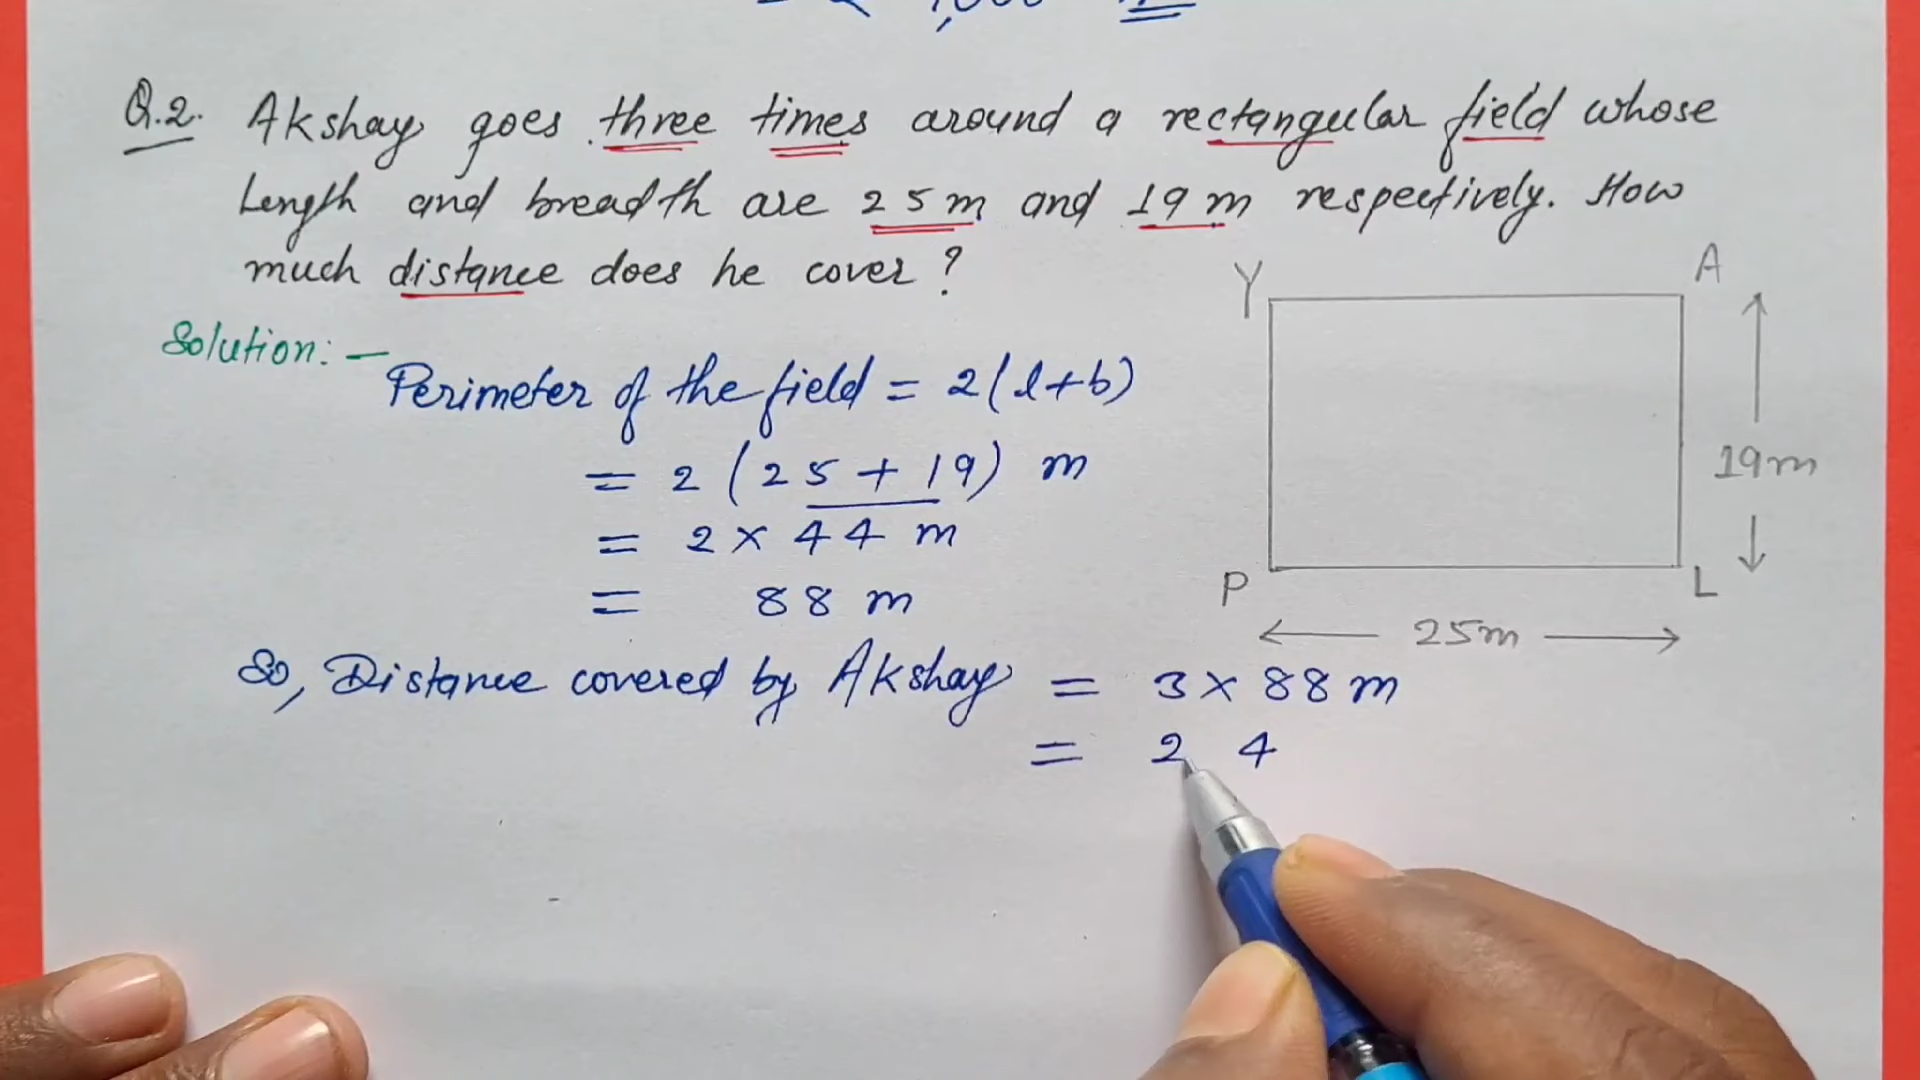 Q.2. Akshay goes three times around a rectangular field whose
length and breadth are 25m and 19m respectively. How
much distance does he cover?
Y
A
Solution:-
Perimeter of the field = 2(l+b)
= 2 (25 + 19) m
19m
= 2 x 44 m
= 88 m
P
L
25m
So, Distance covered by Akshay = 3 x 88 m
= 2 4